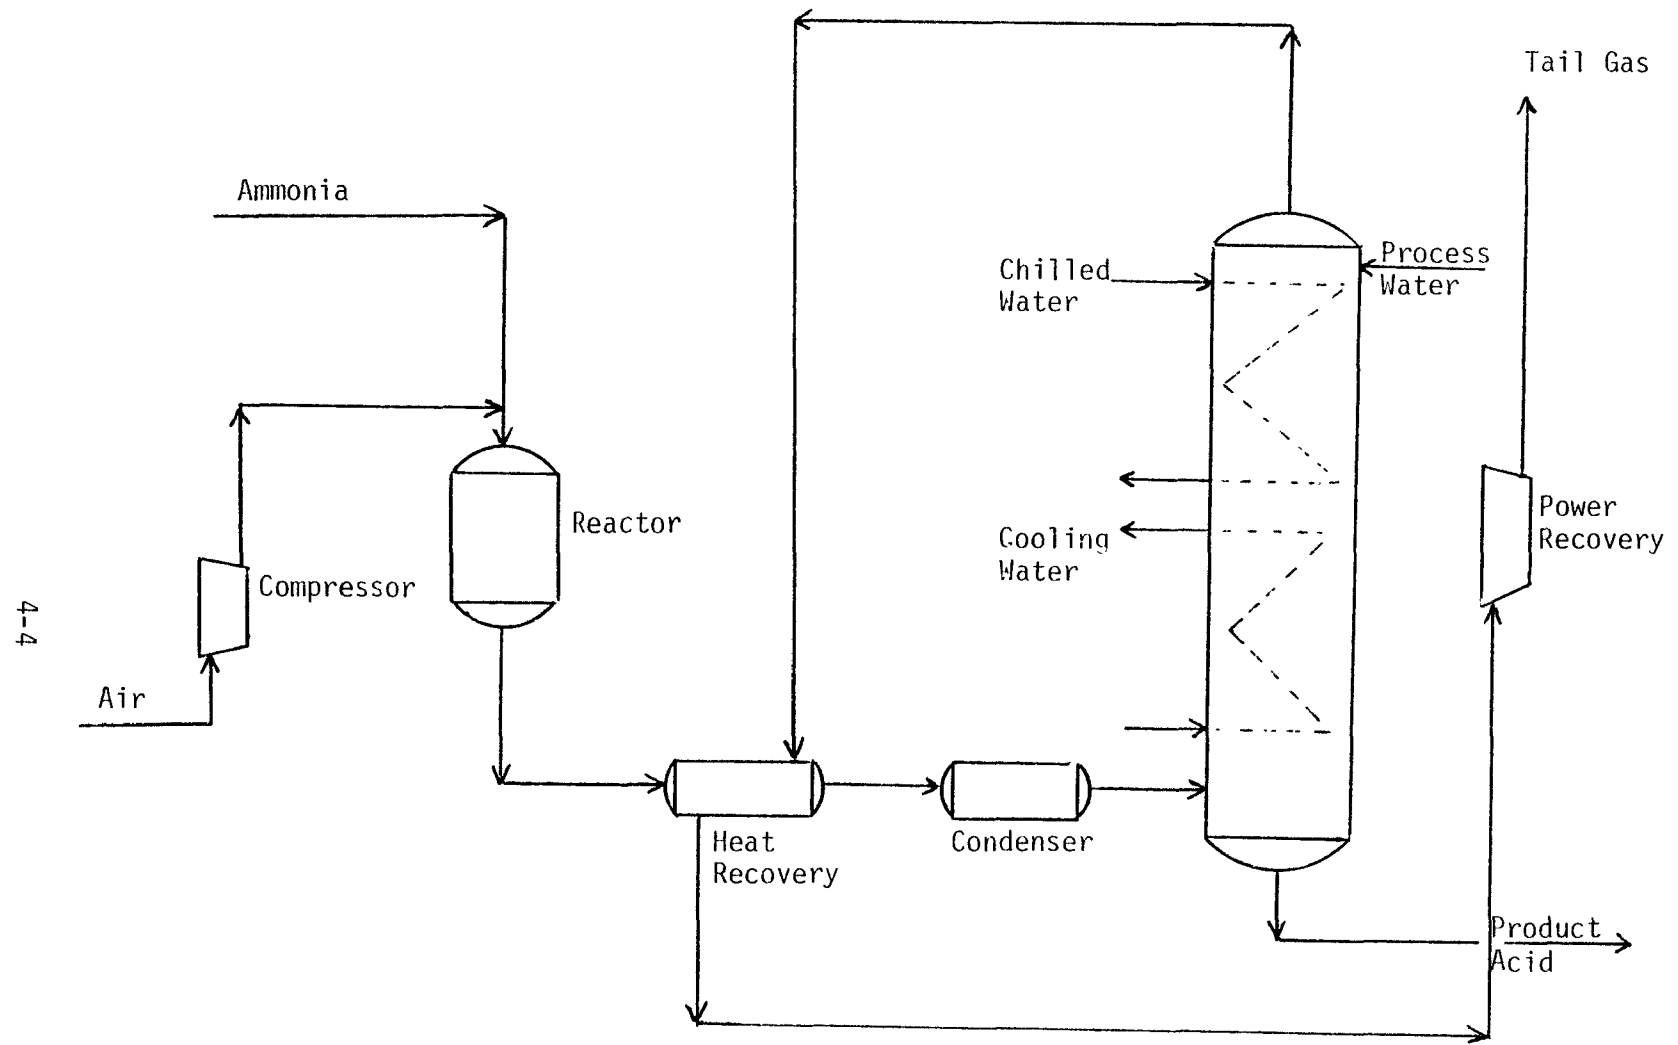 Tail Gas
Ammonia
Process
Water
Chilled
Water
Power
Recovery
Reactor
Cooling
Water
Compressor
4-4
Air
Heat
Recovery
Condenser
Product
Acid